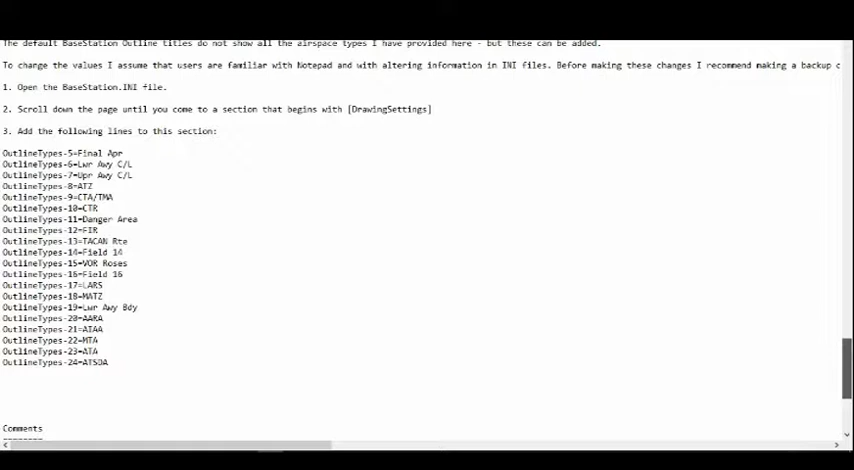 The default BaseStation Outline titles do not show all the airspace types I have provided here - but these can be added.
To change the values I assume that users are familiar with Notepad and with altering information in INI files. Before making these changes I recommend making a backup c
1. Open the BaseStation.INI file.
2. Scroll down the page until you come to a section that begins with [DrawingSettings]
3. Add the following lines to this section:
OutlineTypes-5=Final Apr
OutlineTypes-6=Lwr Awy C/L
OutlineTypes-7=Upr Awy C/L
OutlineTypes-8=ATZ
OutlineTypes-9=CTA/TMA
OutlineTypes-10=CTR
OutlineTypes-11=Danger Area
OutlineTypes-12=FIR
OutlineTypes-13=TACAN Rte
OutlineTypes-14=Field 14
OutlineTypes-15=VOR Roses
OutlineTypes-16=Field 16
OutlineTypes-17=LARS
OutlineTypes-18=MATZ
OutlineTypes-19=Lwr Awy Bdy
OutlineTypes-20=AARA
OutlineTypes-21=AIAA
OutlineTypes-22=MTA
OutlineTypes-23=ATA
OutlineTypes-24=ATSDA
Comments
--------